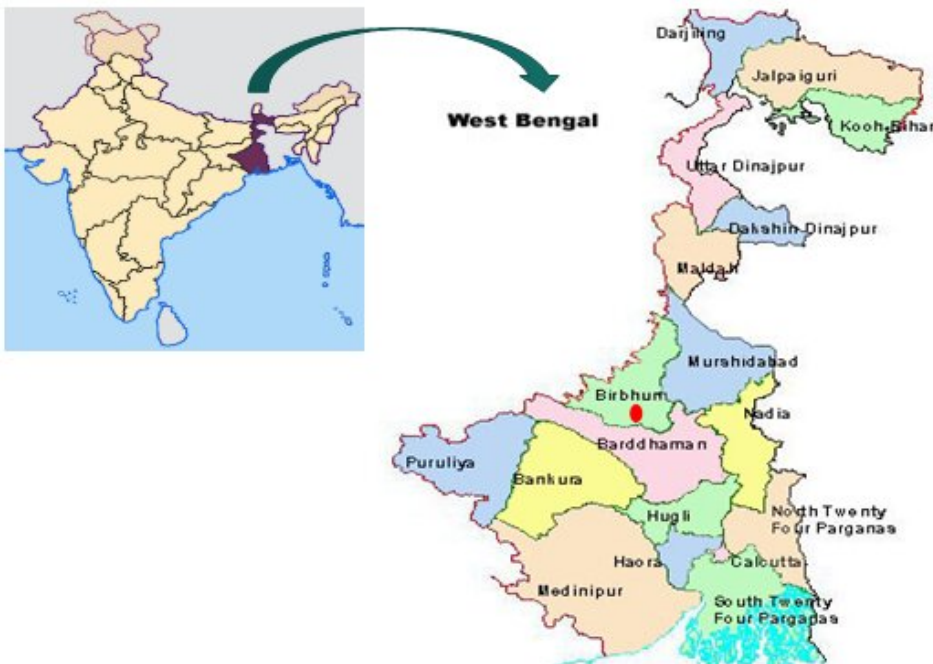 Darjiling
Jalpaiguri
West Bengal
Kooh Bihar
Uttar Dinajpur
Dakshin Dinajpur
Maldah
Murshidabad
Birbhum
Nadia
Barddhaman
Puruliya
Bankura
North Twenty
Four Parganas
Hugli
Haora
Calcutta
Medinipur
South Twenty
Four Parganas